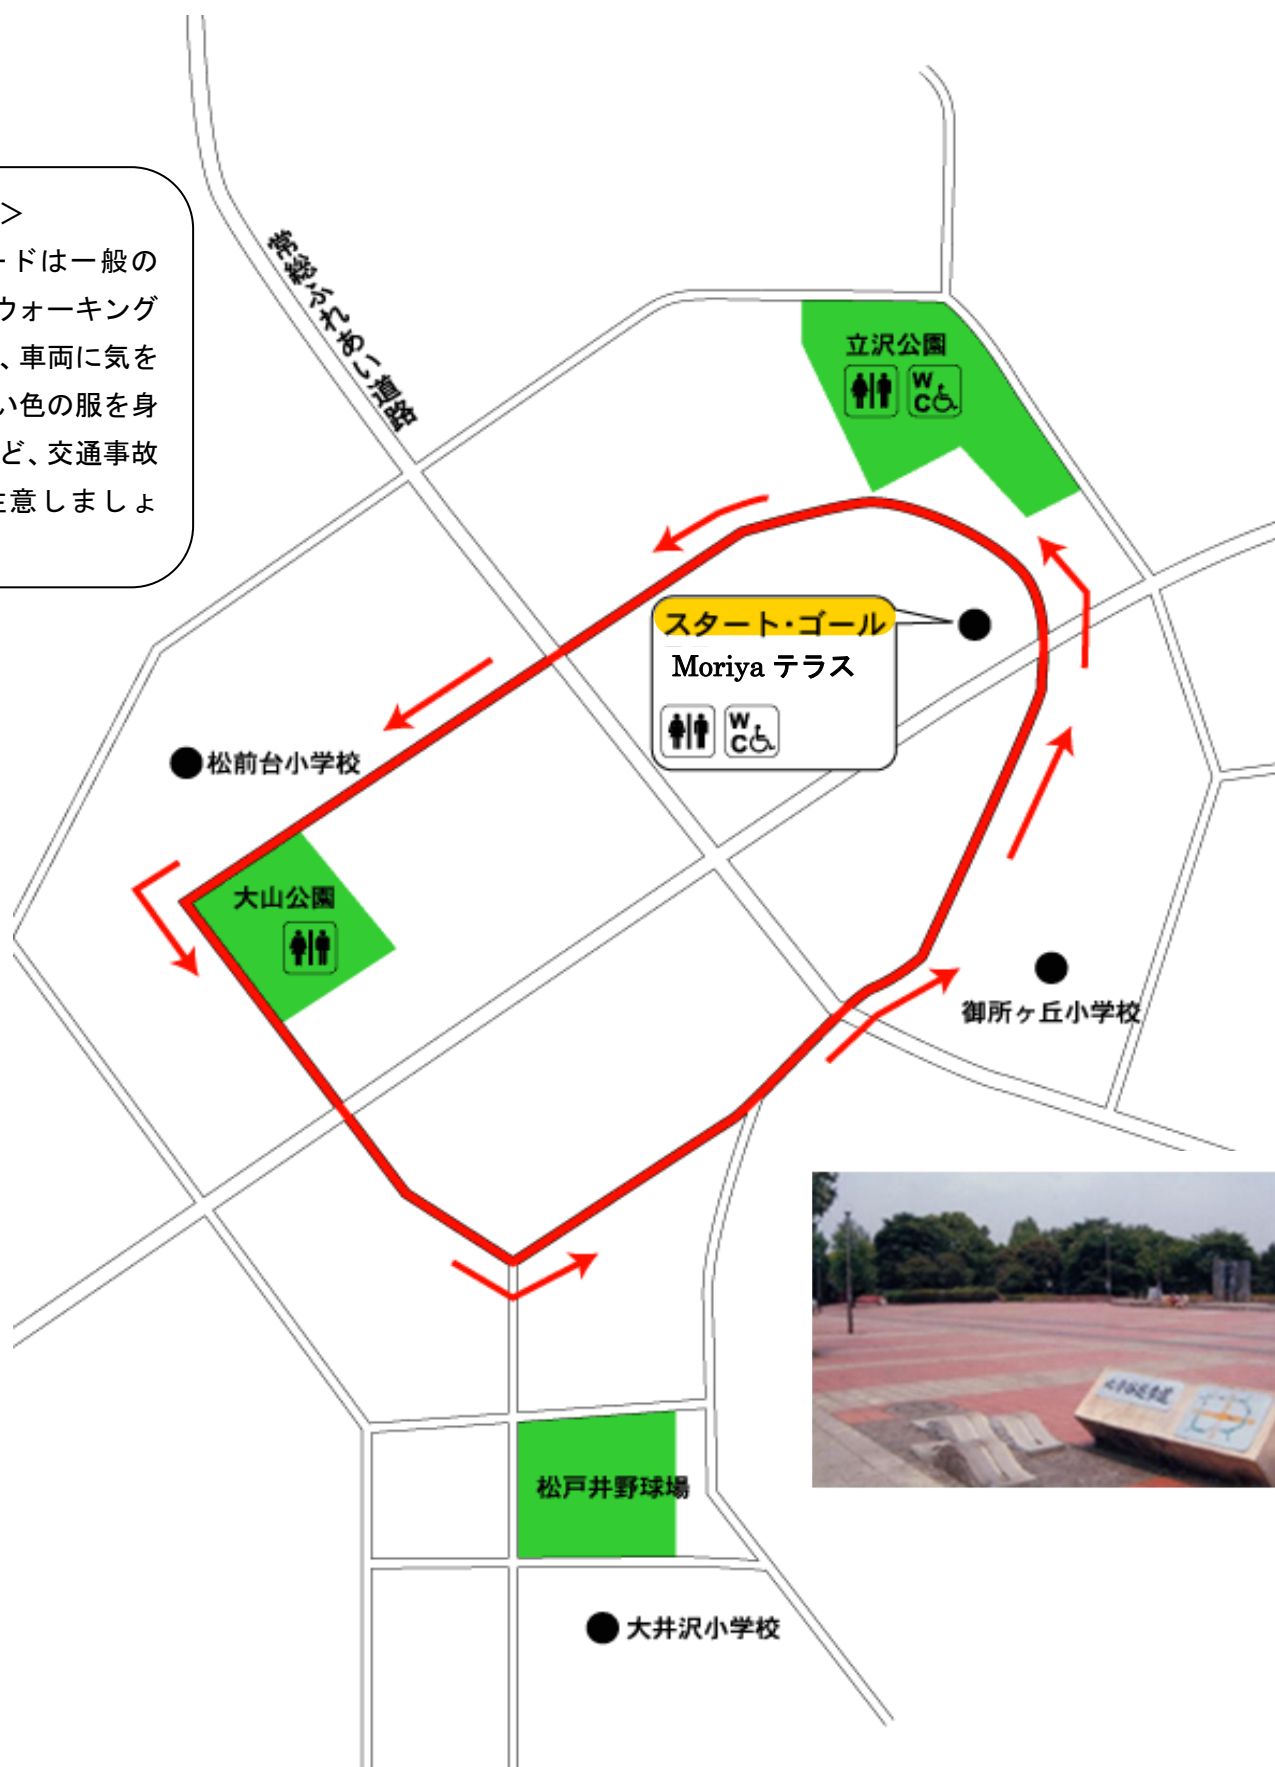 ＞
ードは一般の
ウォーキング
、車両に気を
い色の服を身
ど、交通事故
注意しましょ
常総ふれあい道路
立沢公園
WC
スタート･ゴール
Moriya テラス
WC
松前台小学校
大山公園
御所ヶ丘小学校
松戸井野球場
大井沢小学校